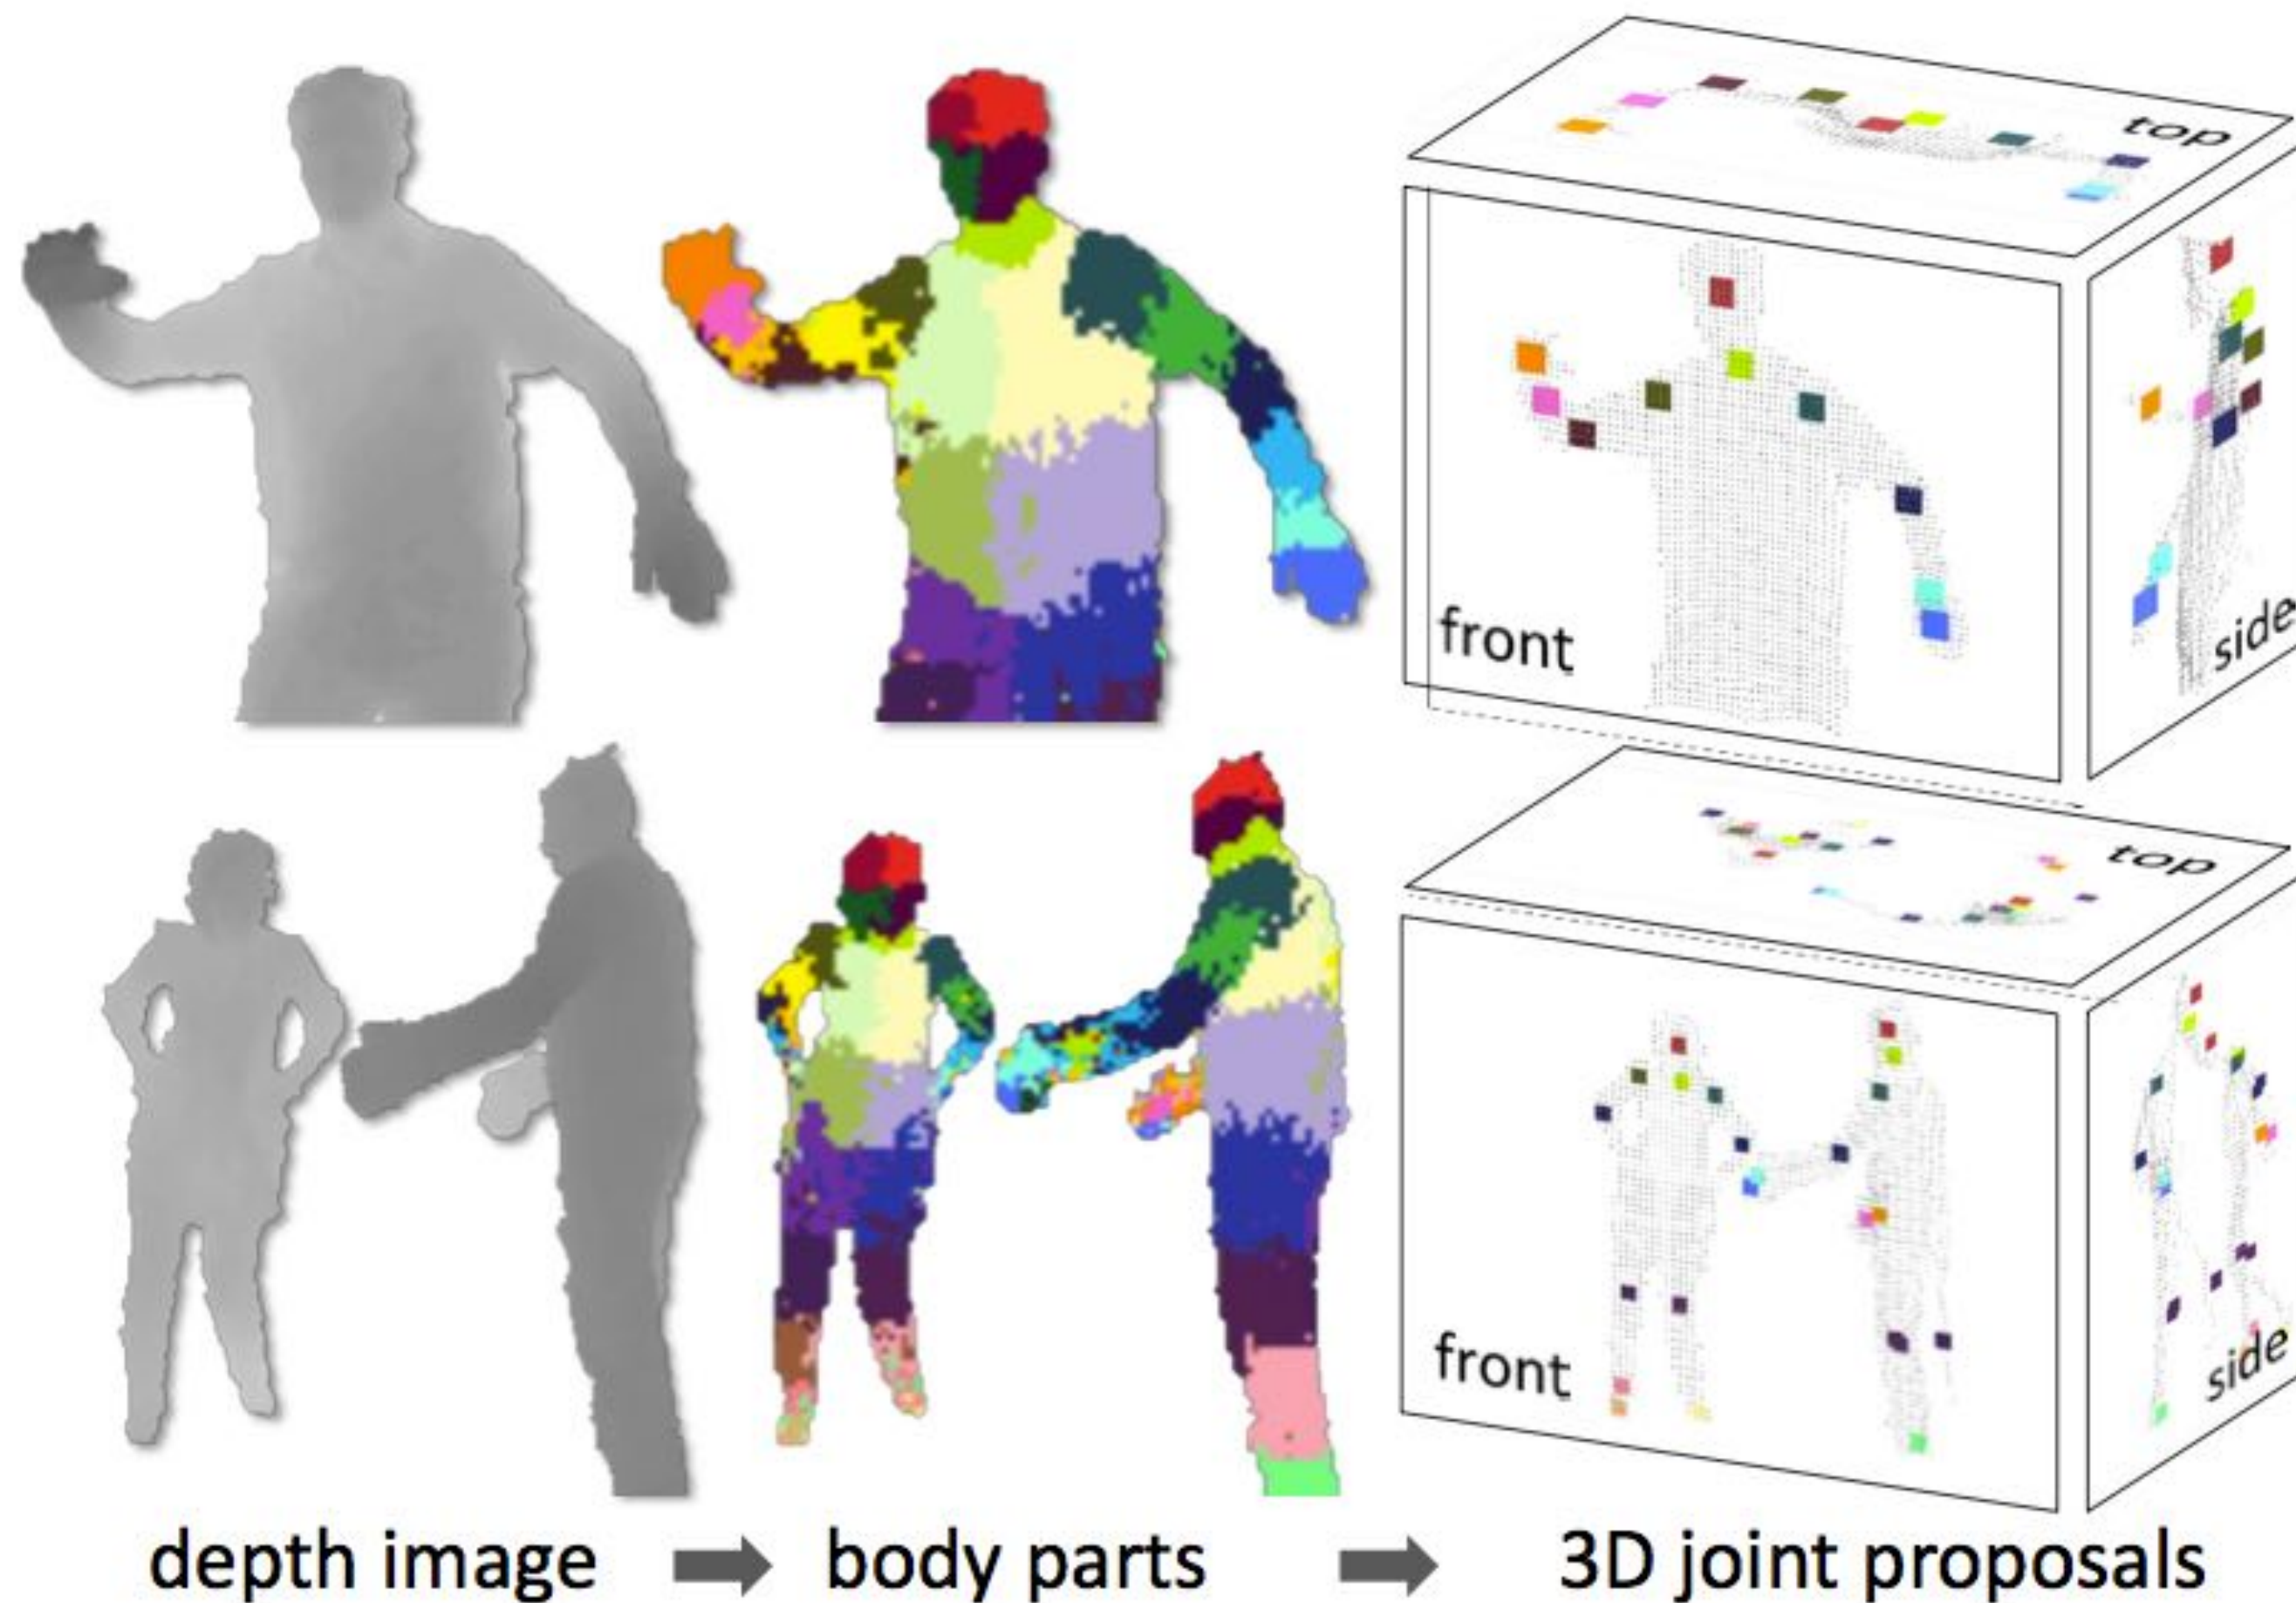 top
front
side
top
front
side
depth image
body parts
3D joint proposals